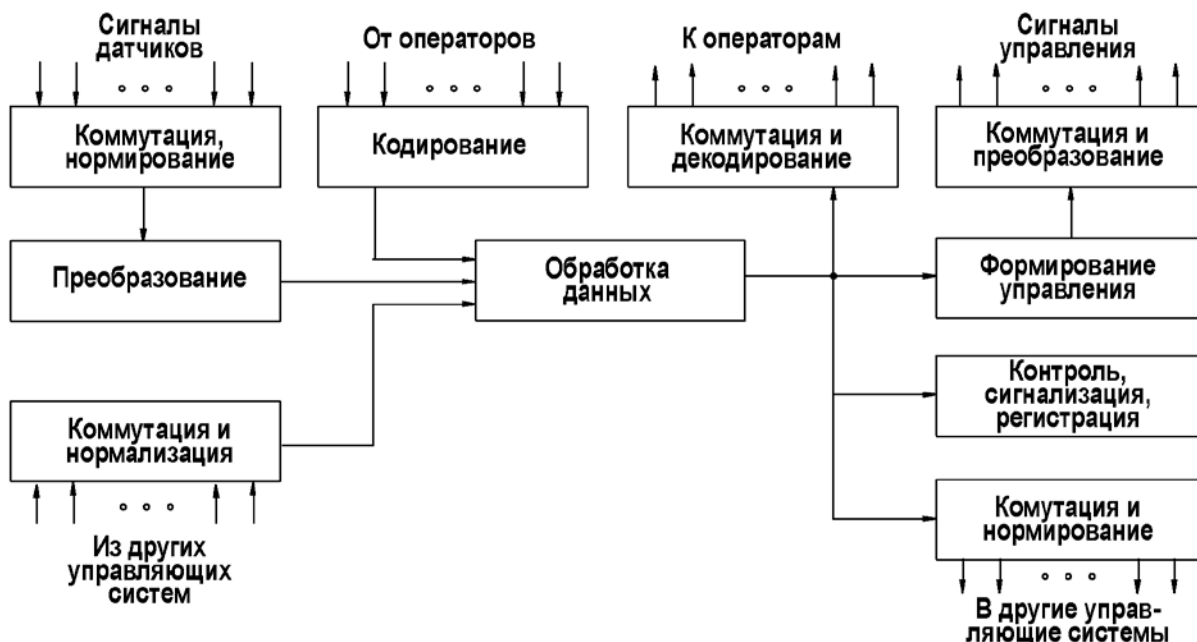 Сигналы
датчиков
От операторов
К операторам
Сигналы
управления
Коммутация,
нормирование
Кодирование
Коммутация и
декодирование
Коммутация и
преобразование
Преобразование
Обработка
данных
Формирование
управления
Контроль,
сигнализация,
регистрация
Коммутация и
нормализация
Комутация и
нормирование
Из других
управляющих
систем
В другие управ-
ляющие системы